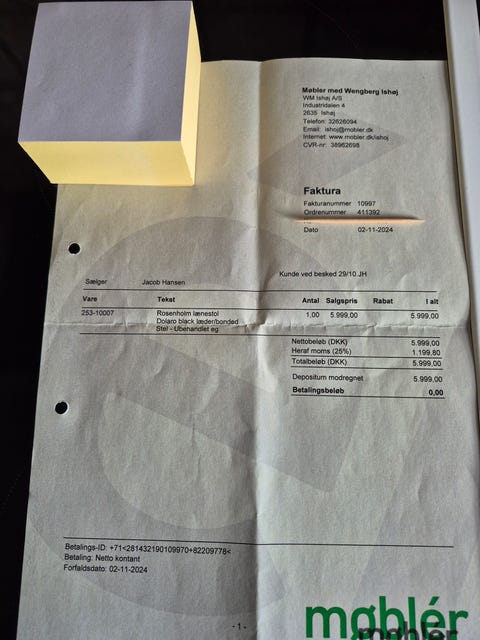 Møbler med Wengberg Ishøj
WM Ishøj A/S
Industridalen 4
2635 Ishøj
Telefon: 32626094
Email: ishoj@mobler.dk
Internet: www.mobler.dk/ishoj
CVR-nr: 38962698
Faktura
Fakturanummer 10997
Ordrenummer 411392
Dato 02-11-2024
Kunde ved besked 29/10 JH
Sælger Jacob Hansen
Vare Tekst Antal Salgspris Rabat I alt
253-10007 Rosenholm lænestol 1,00 5.999,00 5.999,00
Dolaro black læder/bonded
Stel - Ubehandlet eg
Nettobeløb (DKK) 5.999,00
Heraf moms (25%) 1.199,80
Totalbeløb (DKK) 5.999,00
Depositum modregnet 5.999,00
Betalingsbeløb 0,00
Betalings-ID: +71<281432190109970+82209778<
Betaling: Netto kontant
Forfaldsdato: 02-11-2024
- 1 -
møblér
møblér